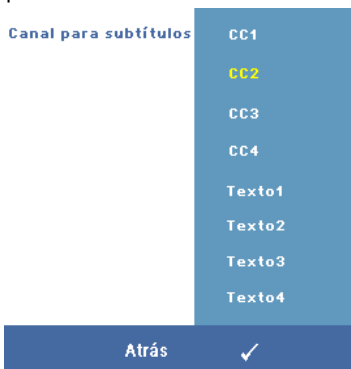 Canal para subtítulos CC1
CC2
CC3
CC4
Texto1
Texto2
Texto3
Texto4
Atrás ✓